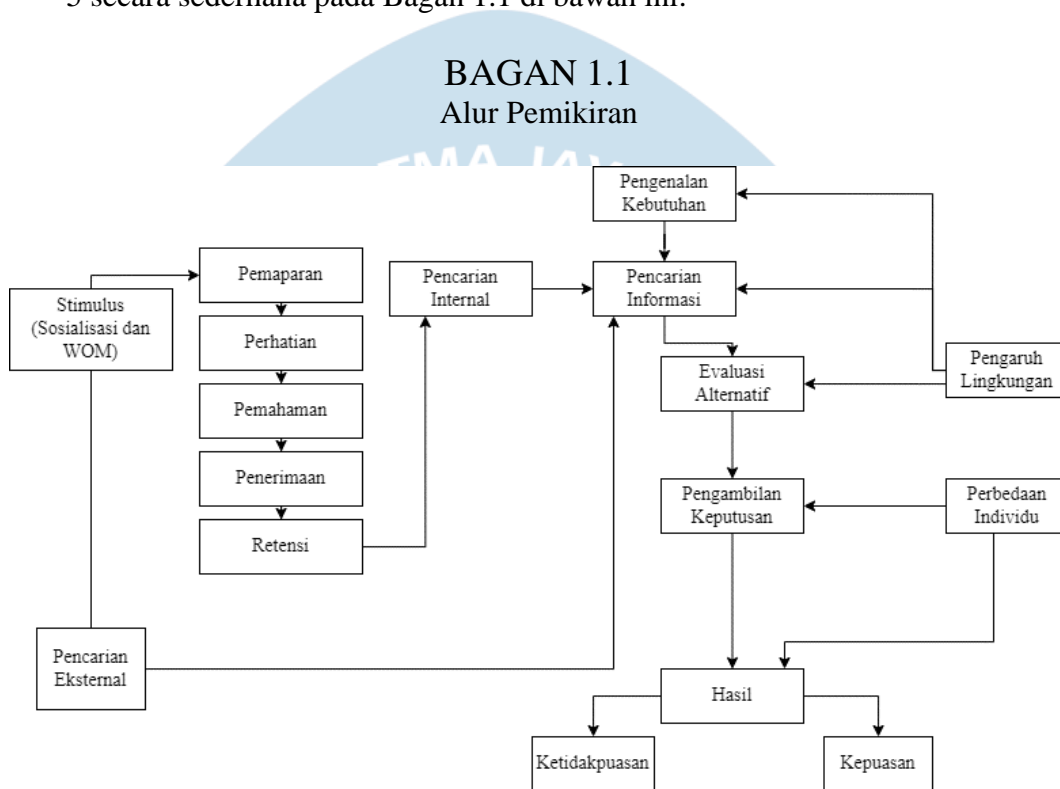 3 secara sederhana pada Bagan 1.1 di bawah ini:
BAGAN 1.1
Alur Pemikiran
Pengenalan
Kebutuhan
Pemaparan
Pencarian
Internal
Pencarian
Informasi
Stimulus
(Sosialisasi dan
WOM)
Perhatian
Evaluasi
Alternatif
Pengaruh
Lingkungan
Pemahaman
Penerimaan
Pengambilan
Keputusan
Perbedaan
Individu
Retensi
Pencarian
Eksternal
Hasil
Ketidakpuasan
Kepuasan